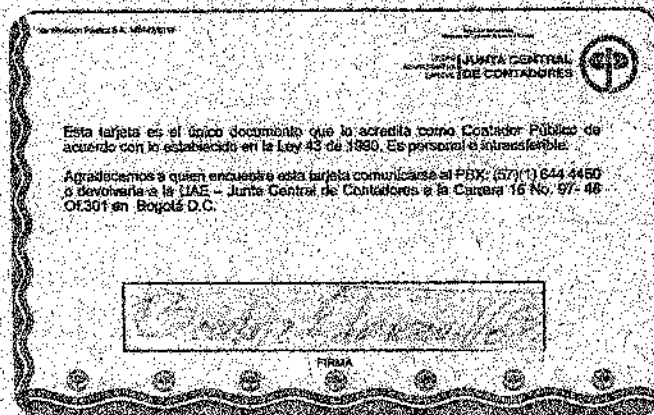 JUNTA CENTRAL
DE CONTADORES
Esta tarjeta es el único documento que lo acredita como Contador Público de
acuerdo con lo establecido en la Ley 43 de 1990. Es personal e intransferible.
Agradecemos a quien encuentre esta tarjeta comunicarse al PBX: (57)(1) 644 4450
o devolverla a la UAE – Junta Central de Contadores a la Carrera 16 No. 97- 46
Of.301 en Bogotá D.C.
FIRMA